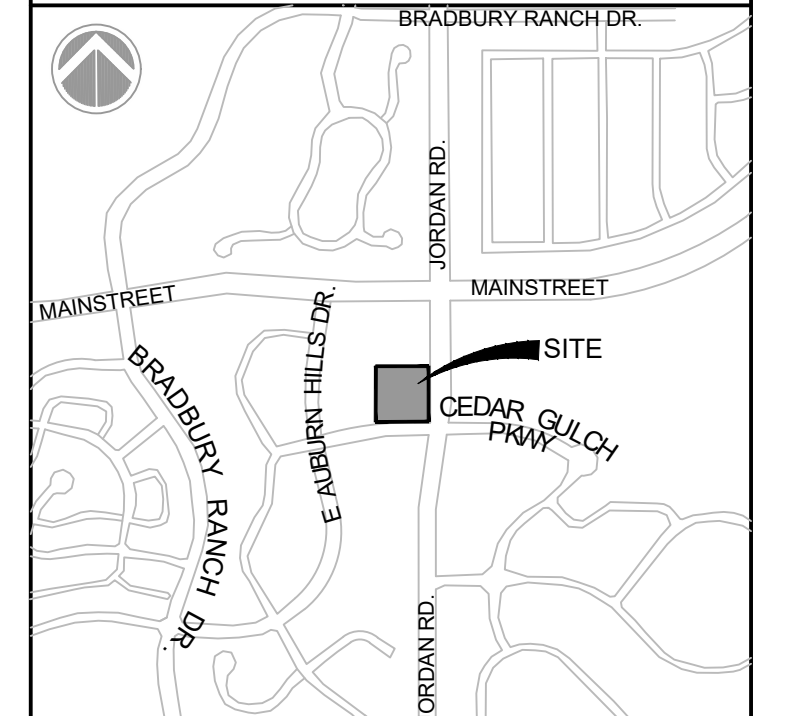 BRADBURY RANCH DR.
JORDAN RD.
MAINSTREET
MAINSTREET
E AUBURN HILLS DR.
SITE
BRADBURY RANCH DR.
CEDAR GULCH
PKWY
ORDAN RD.